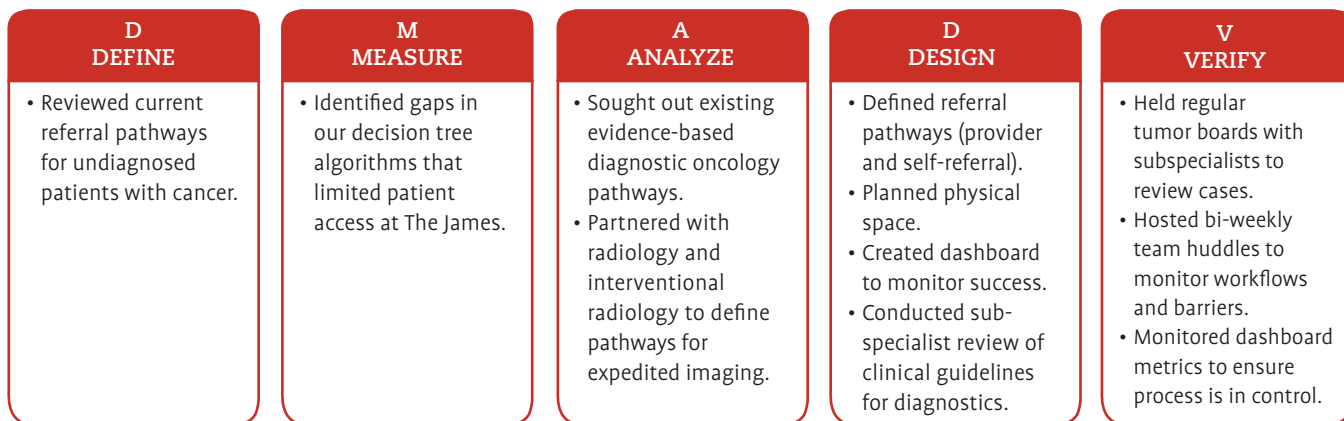 D
DEFINE
• Reviewed current
referral pathways
for undiagnosed
patients with cancer.
M
MEASURE
• Identified gaps in
our decision tree
algorithms that
limited patient
access at The James.
A
ANALYZE
• Sought out existing
evidence-based
diagnostic oncology
pathways.
• Partnered with
radiology and
interventional
radiology to define
pathways for
expedited imaging.
D
DESIGN
• Defined referral
pathways (provider
and self-referral).
• Planned physical
space.
• Created dashboard
to monitor success.
• Conducted sub-
specialist review of
clinical guidelines
for diagnostics.
V
VERIFY
• Held regular
tumor boards with
subspecialists to
review cases.
• Hosted bi-weekly
team huddles to
monitor workflows
and barriers.
• Monitored dashboard
metrics to ensure
process is in control.